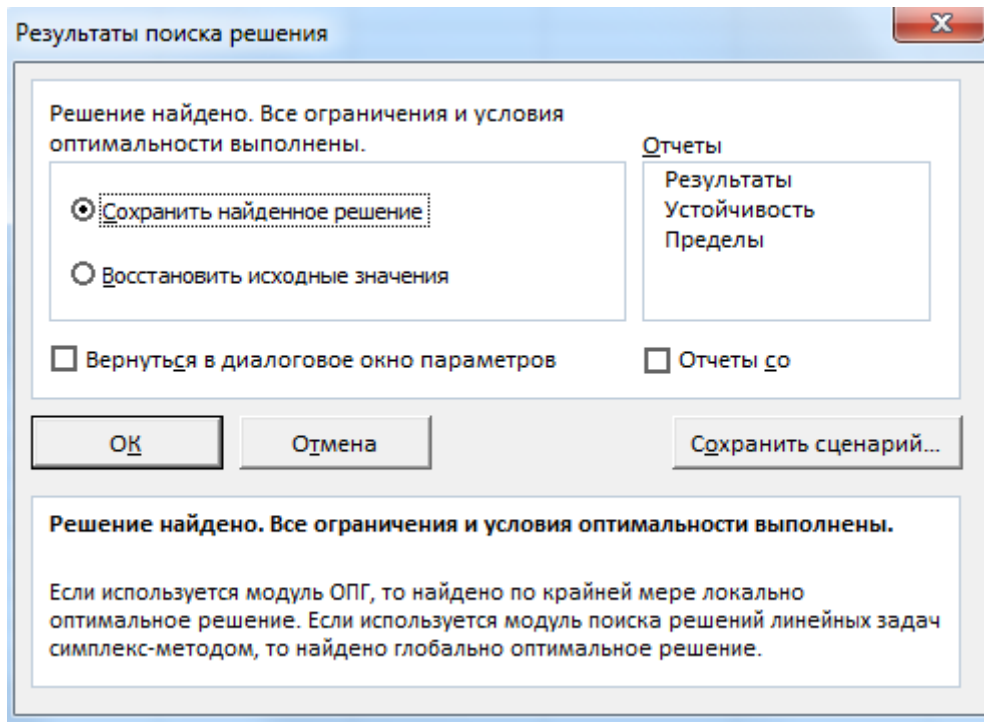 Результаты поиска решения
Решение найдено. Все ограничения и условия
оптимальности выполнены.
Отчеты
Результаты
Устойчивость
Пределы
Сохранить найденное решение
Восстановить исходные значения
Вернуться в диалоговое окно параметров
Отчеты со
ОК
Отмена
Сохранить сценарий...
Решение найдено. Все ограничения и условия оптимальности выполнены.
Если используется модуль ОПГ, то найдено по крайней мере локально
оптимальное решение. Если используется модуль поиска решений линейных задач
симплекс-методом, то найдено глобально оптимальное решение.